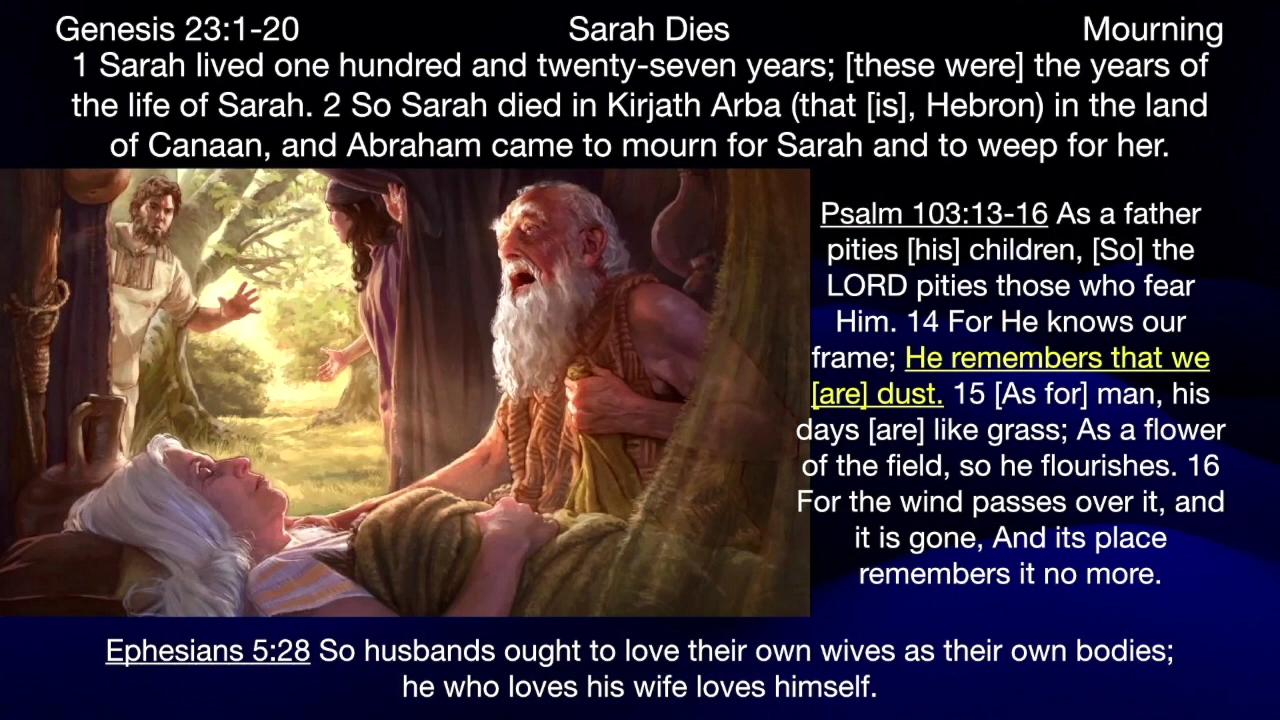 Genesis 23:1-20 Sarah Dies Mourning
1 Sarah lived one hundred and twenty-seven years; [these were] the years of
the life of Sarah. 2 So Sarah died in Kirjath Arba (that [is], Hebron) in the land
of Canaan, and Abraham came to mourn for Sarah and to weep for her.
Psalm 103:13-16 As a father
pities [his] children, [So] the
LORD pities those who fear
Him. 14 For He knows our
frame; He remembers that we
[are] dust. 15 [As for] man, his
days [are] like grass; As a flower
of the field, so he flourishes. 16
For the wind passes over it, and
it is gone, And its place
remembers it no more.
Ephesians 5:28 So husbands ought to love their own wives as their own bodies;
he who loves his wife loves himself.